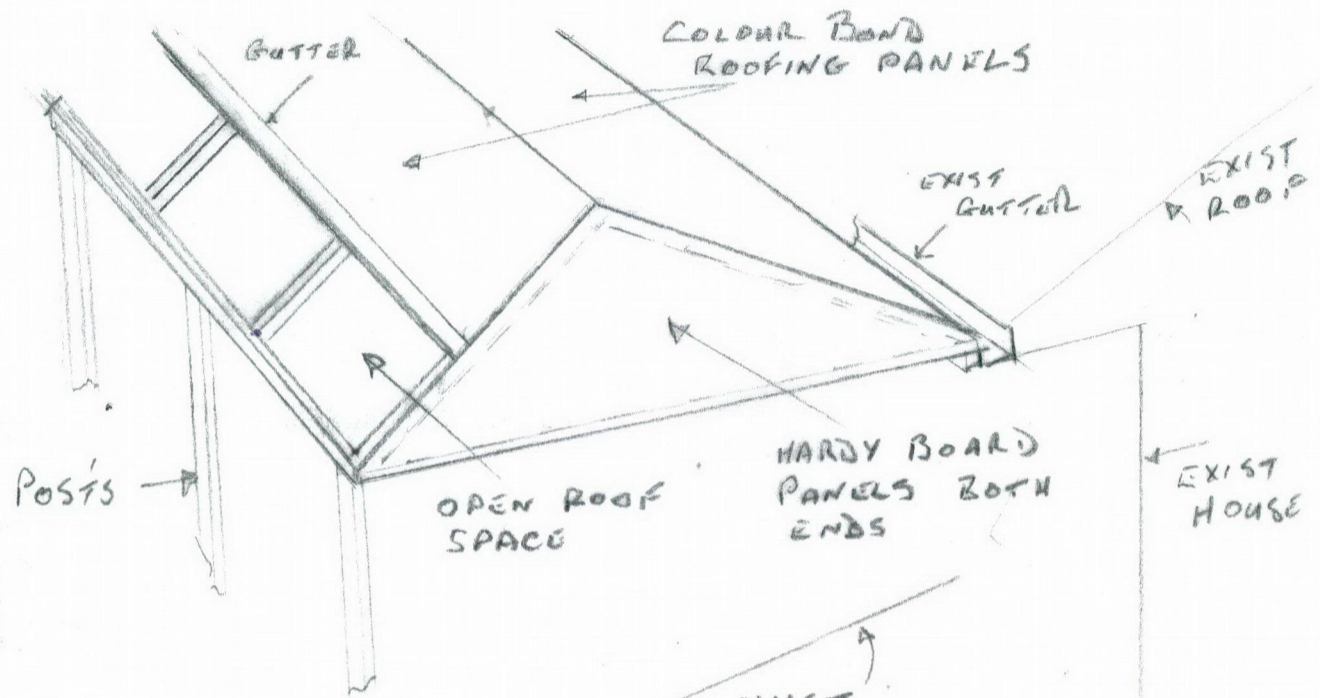 GUTTER
COLOUR BOND
ROOFING PANELS
EXIST
GUTTER
EXIST
ROOF
POSTS
OPEN ROOF
SPACE
HARDY BOARD
PANELS BOTH
ENDS
EXIST
HOUSE